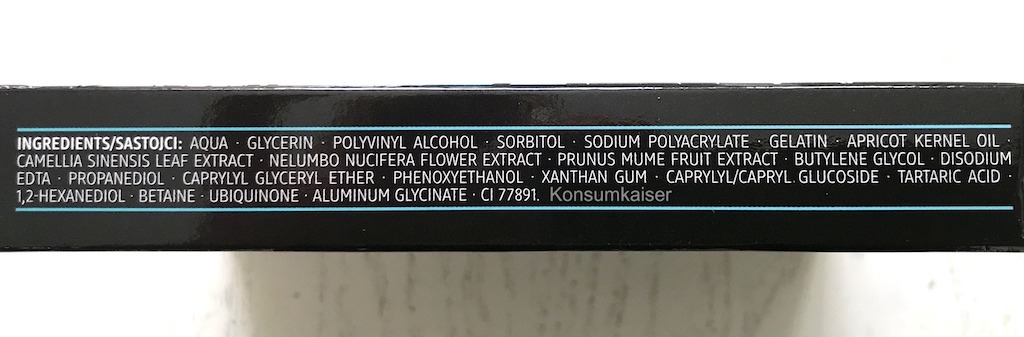 INGREDIENTS/SASTOJCI: AQUA · GLYCERIN · POLYVINYL ALCOHOL · SORBITOL · SODIUM POLYACRYLATE · GELATIN · APRICOT KERNEL OIL ·
CAMELLIA SINENSIS LEAF EXTRACT · NELUMBO NUCIFERA FLOWER EXTRACT · PRUNUS MUME FRUIT EXTRACT · BUTYLENE GLYCOL · DISODIUM
EDTA · PROPANEDIOL · CAPRYLYL GLYCERYL ETHER · PHENOXYETHANOL · XANTHAN GUM · CAPRYLYL/CAPRYL GLUCOSIDE · TARTARIC ACID ·
1,2-HEXANEDIOL · BETAINE · UBIQUINONE · ALUMINUM GLYCINATE · CI 77891. Konsumkaiser